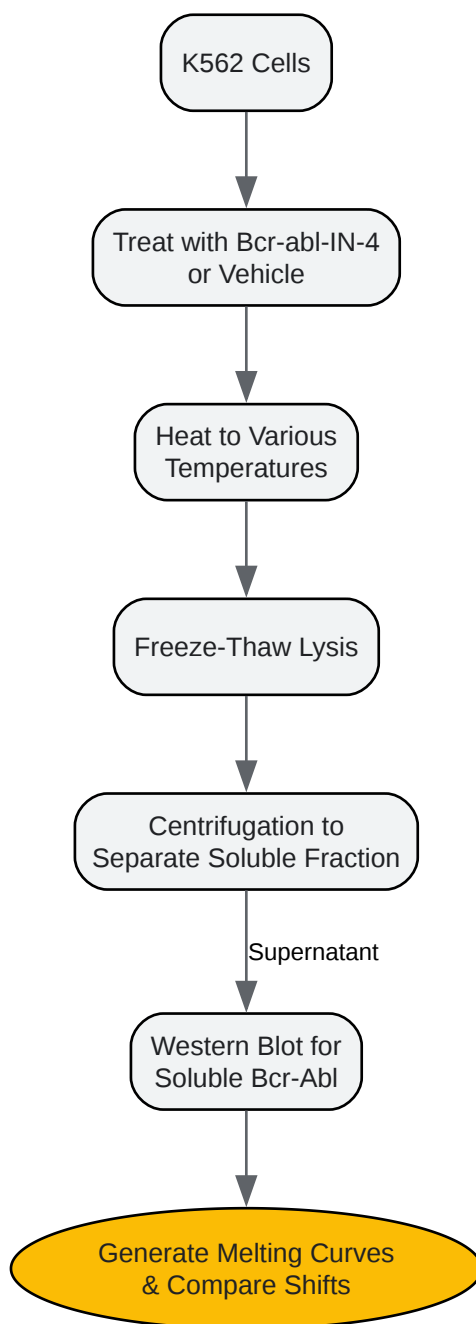 K562 Cells
Treat with Bcr-abl-IN-4
or Vehicle
Heat to Various
Temperatures
Freeze-Thaw Lysis
Centrifugation to
Separate Soluble Fraction
Supernatant
Western Blot for
Soluble Bcr-Abl
Generate Melting Curves
& Compare Shifts